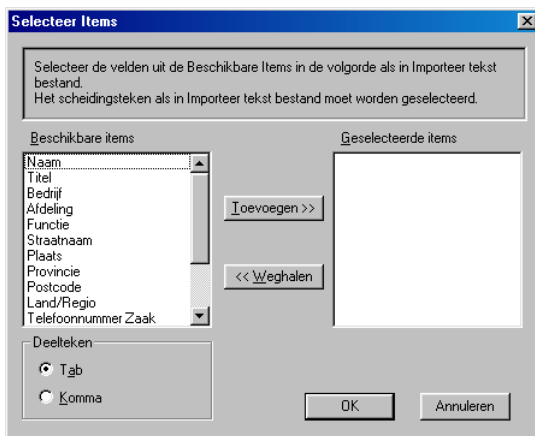 Selecteer Items
Selecteer de velden uit de Beschikbare Items in de volgorde als in Importeer tekst
bestand.
Het scheidingsteken als in Importeer tekst bestand moet worden geselecteerd.
Beschikbare items
Geselecteerde items
Naam
Titel
Bedrijf
Afdeling
Functie
Straatnaam
Plaats
Provincie
Postcode
Land/Regio
Telefoonnummer Zaak
Toevoegen >>
<< Weghalen
Deelteken
Tab
Komma
OK
Annuleren